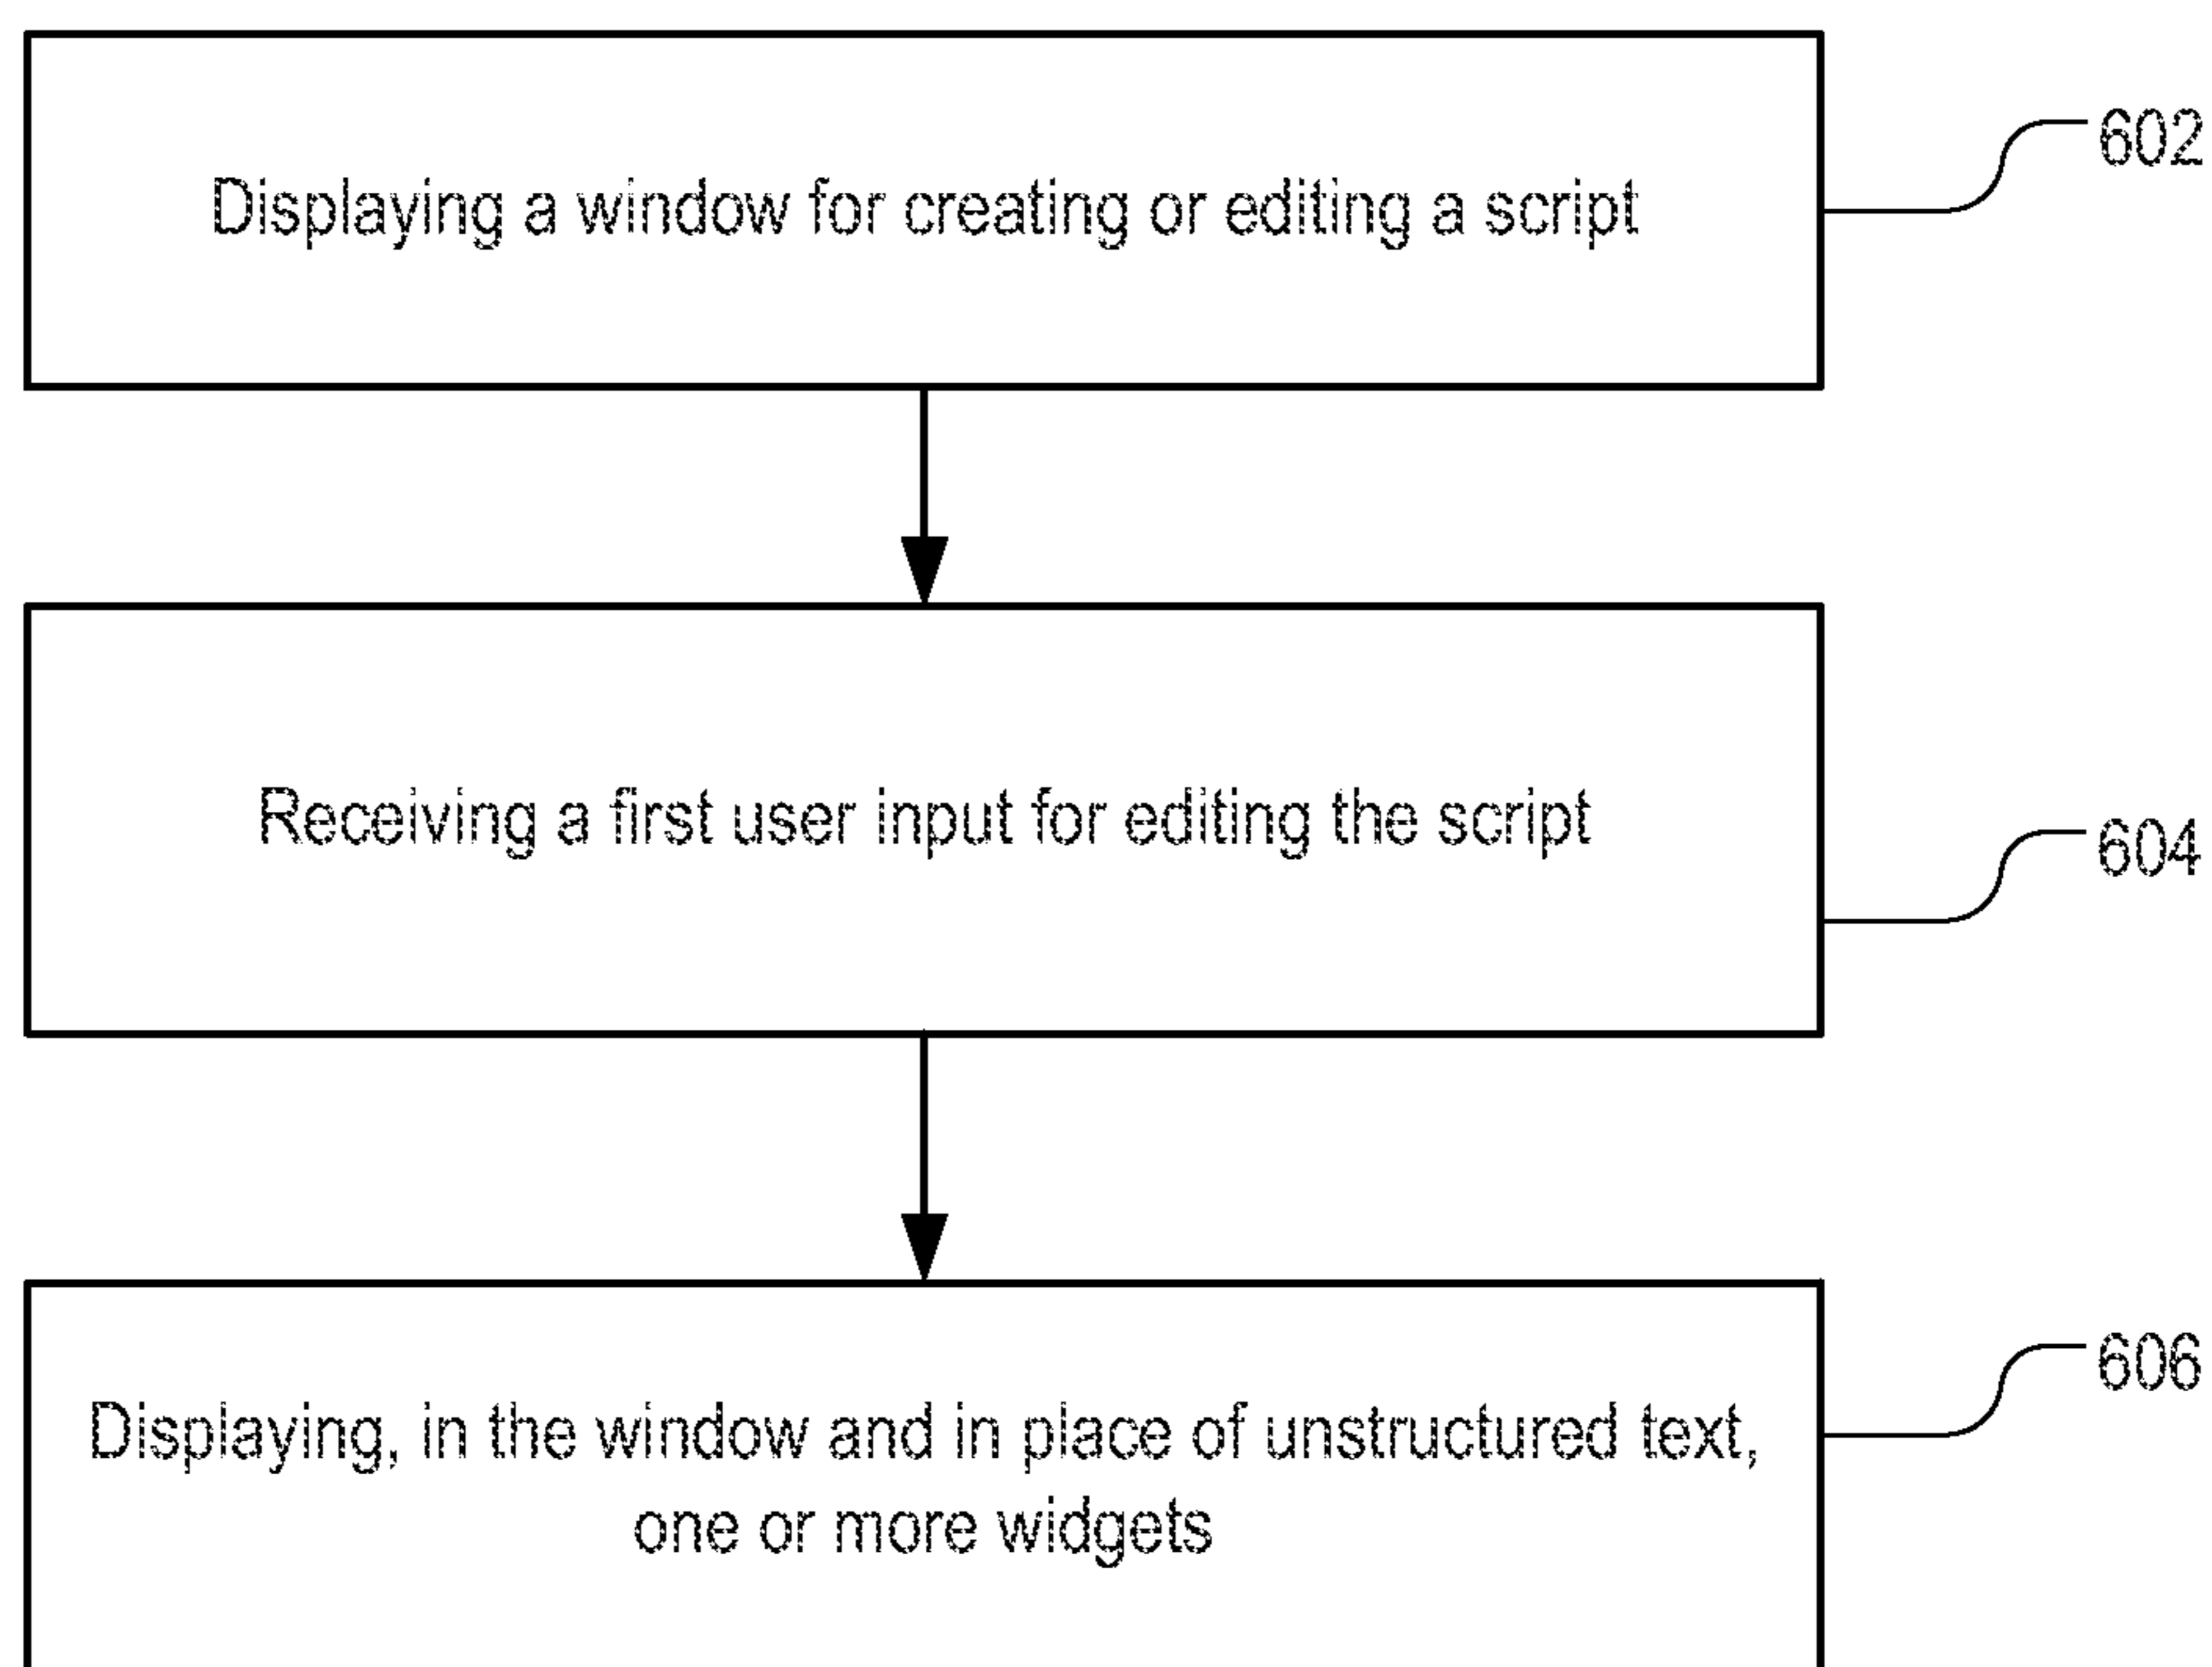 Displaying a window for creating or editing a script
602
Receiving a first user input for editing the script
604
Displaying, in the window and in place of unstructured text,
one or more widgets
606